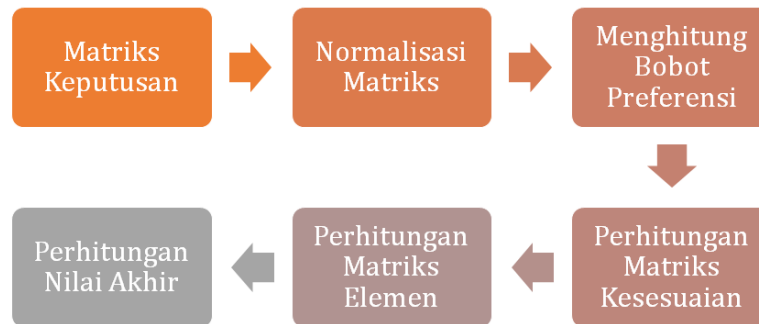 Matriks
Keputusan
Normalisasi
Matriks
Menghitung
Bobot
Preferensi
Perhitungan
Matriks
Kesesuaian
Perhitungan
Matriks
Elemen
Perhitungan
Nilai Akhir